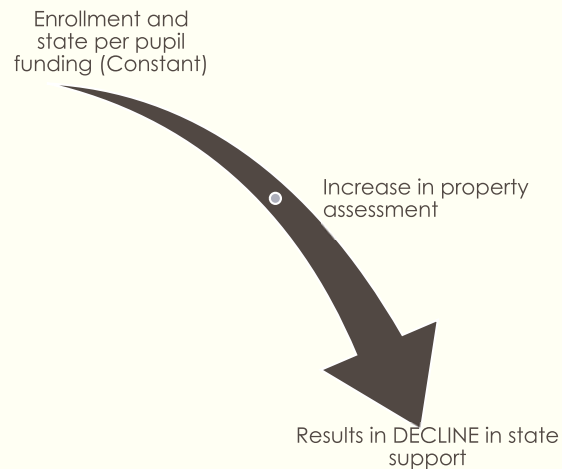 Enrollment and
state per pupil
funding (Constant)
Increase in property
assessment
Results in DECLINE in state
support